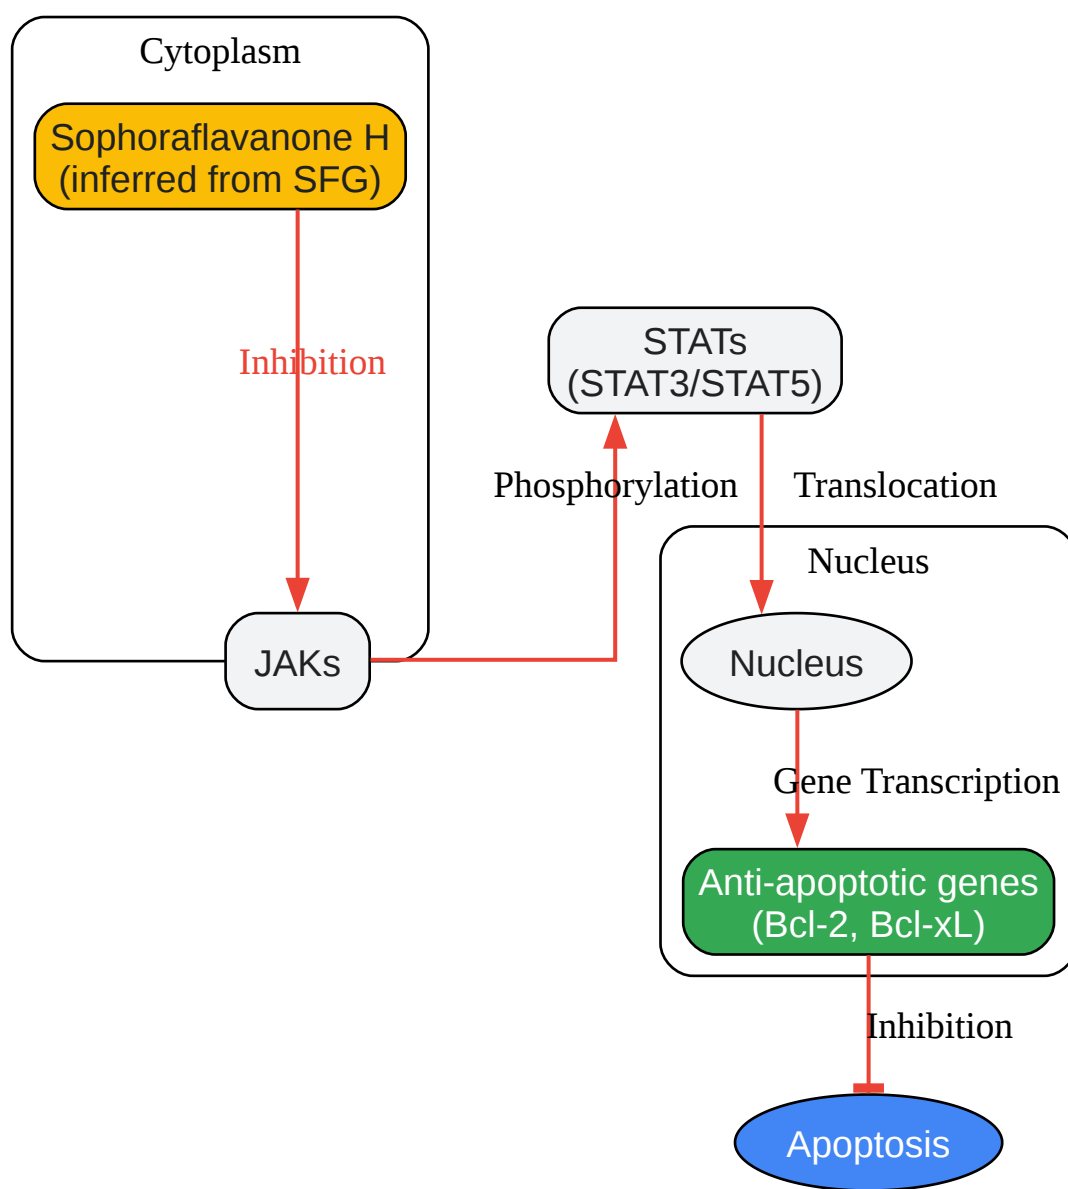 Cytoplasm
Sophoraflavanone H
(inferred from SFG)
Inhibition
STATs
(STAT3/STAT5)
Phosphorylation
Translocation
Nucleus
JAKs
Nucleus
Gene Transcription
Anti-apoptotic genes
(Bcl-2, Bcl-xL)
Inhibition
Apoptosis